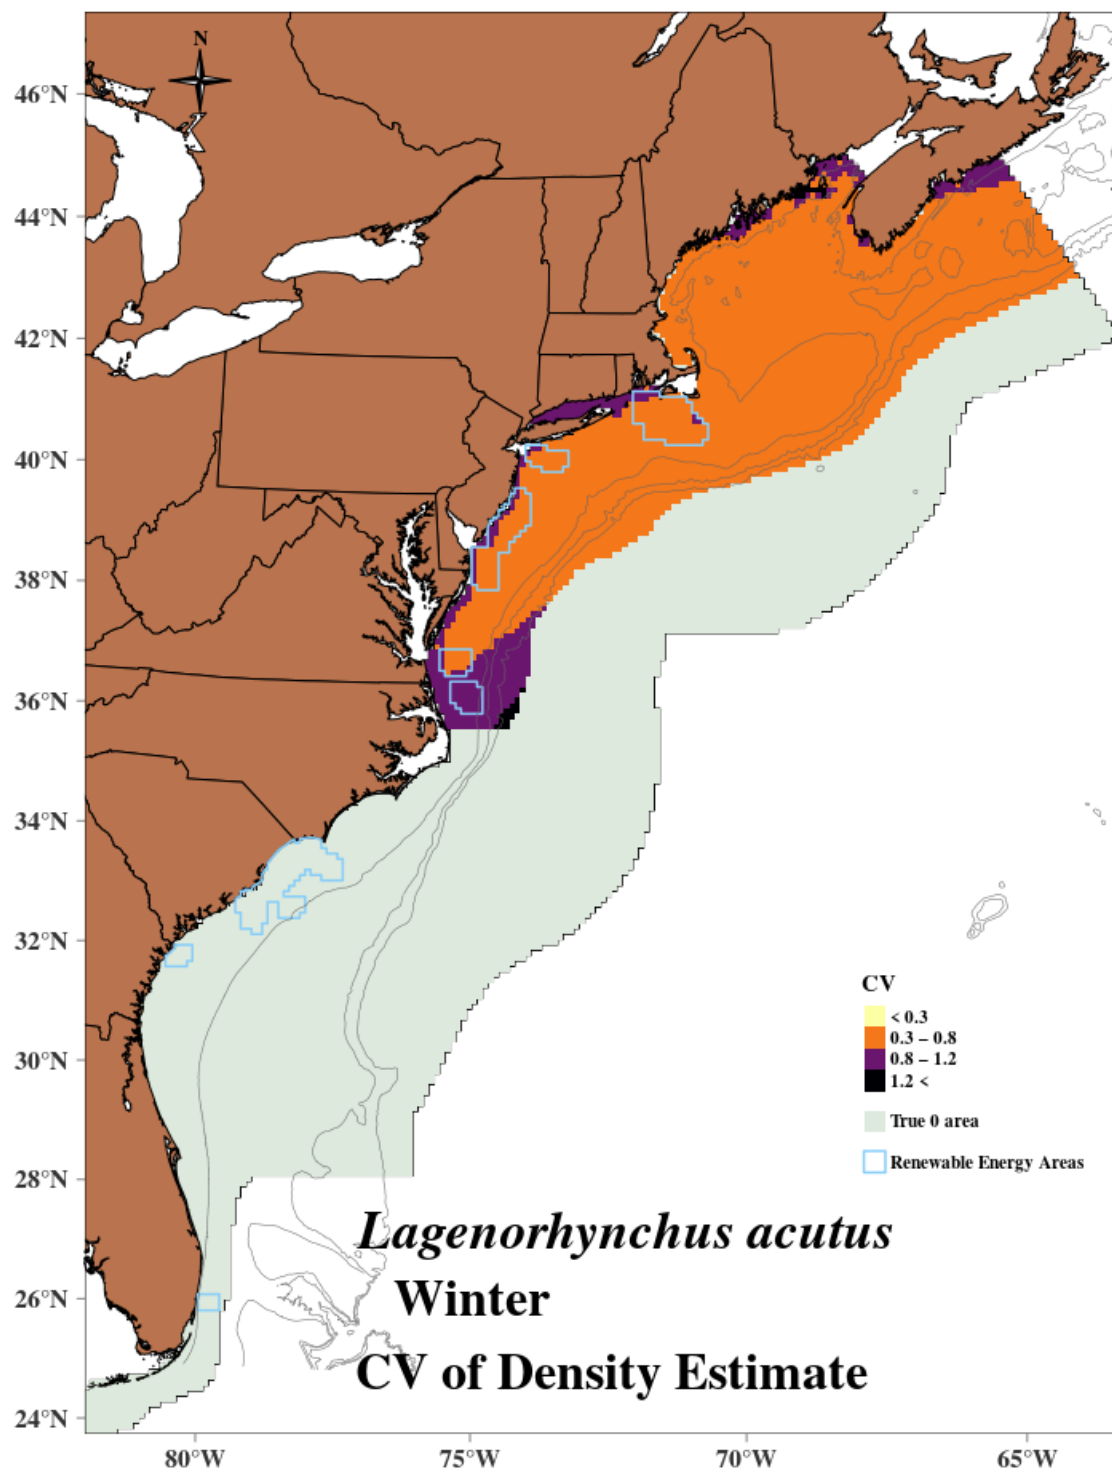 N
46°N
44°N
42°N
40°N
38°N
36°N
34°N
32°N
30°N
28°N
26°N
24°N
CV
< 0.3
0.3 – 0.8
0.8 – 1.2
1.2 <
True 0 area
Renewable Energy Areas
Lagenorhynchus acutus
Winter
CV of Density Estimate
80°W 75°W 70°W 65°W